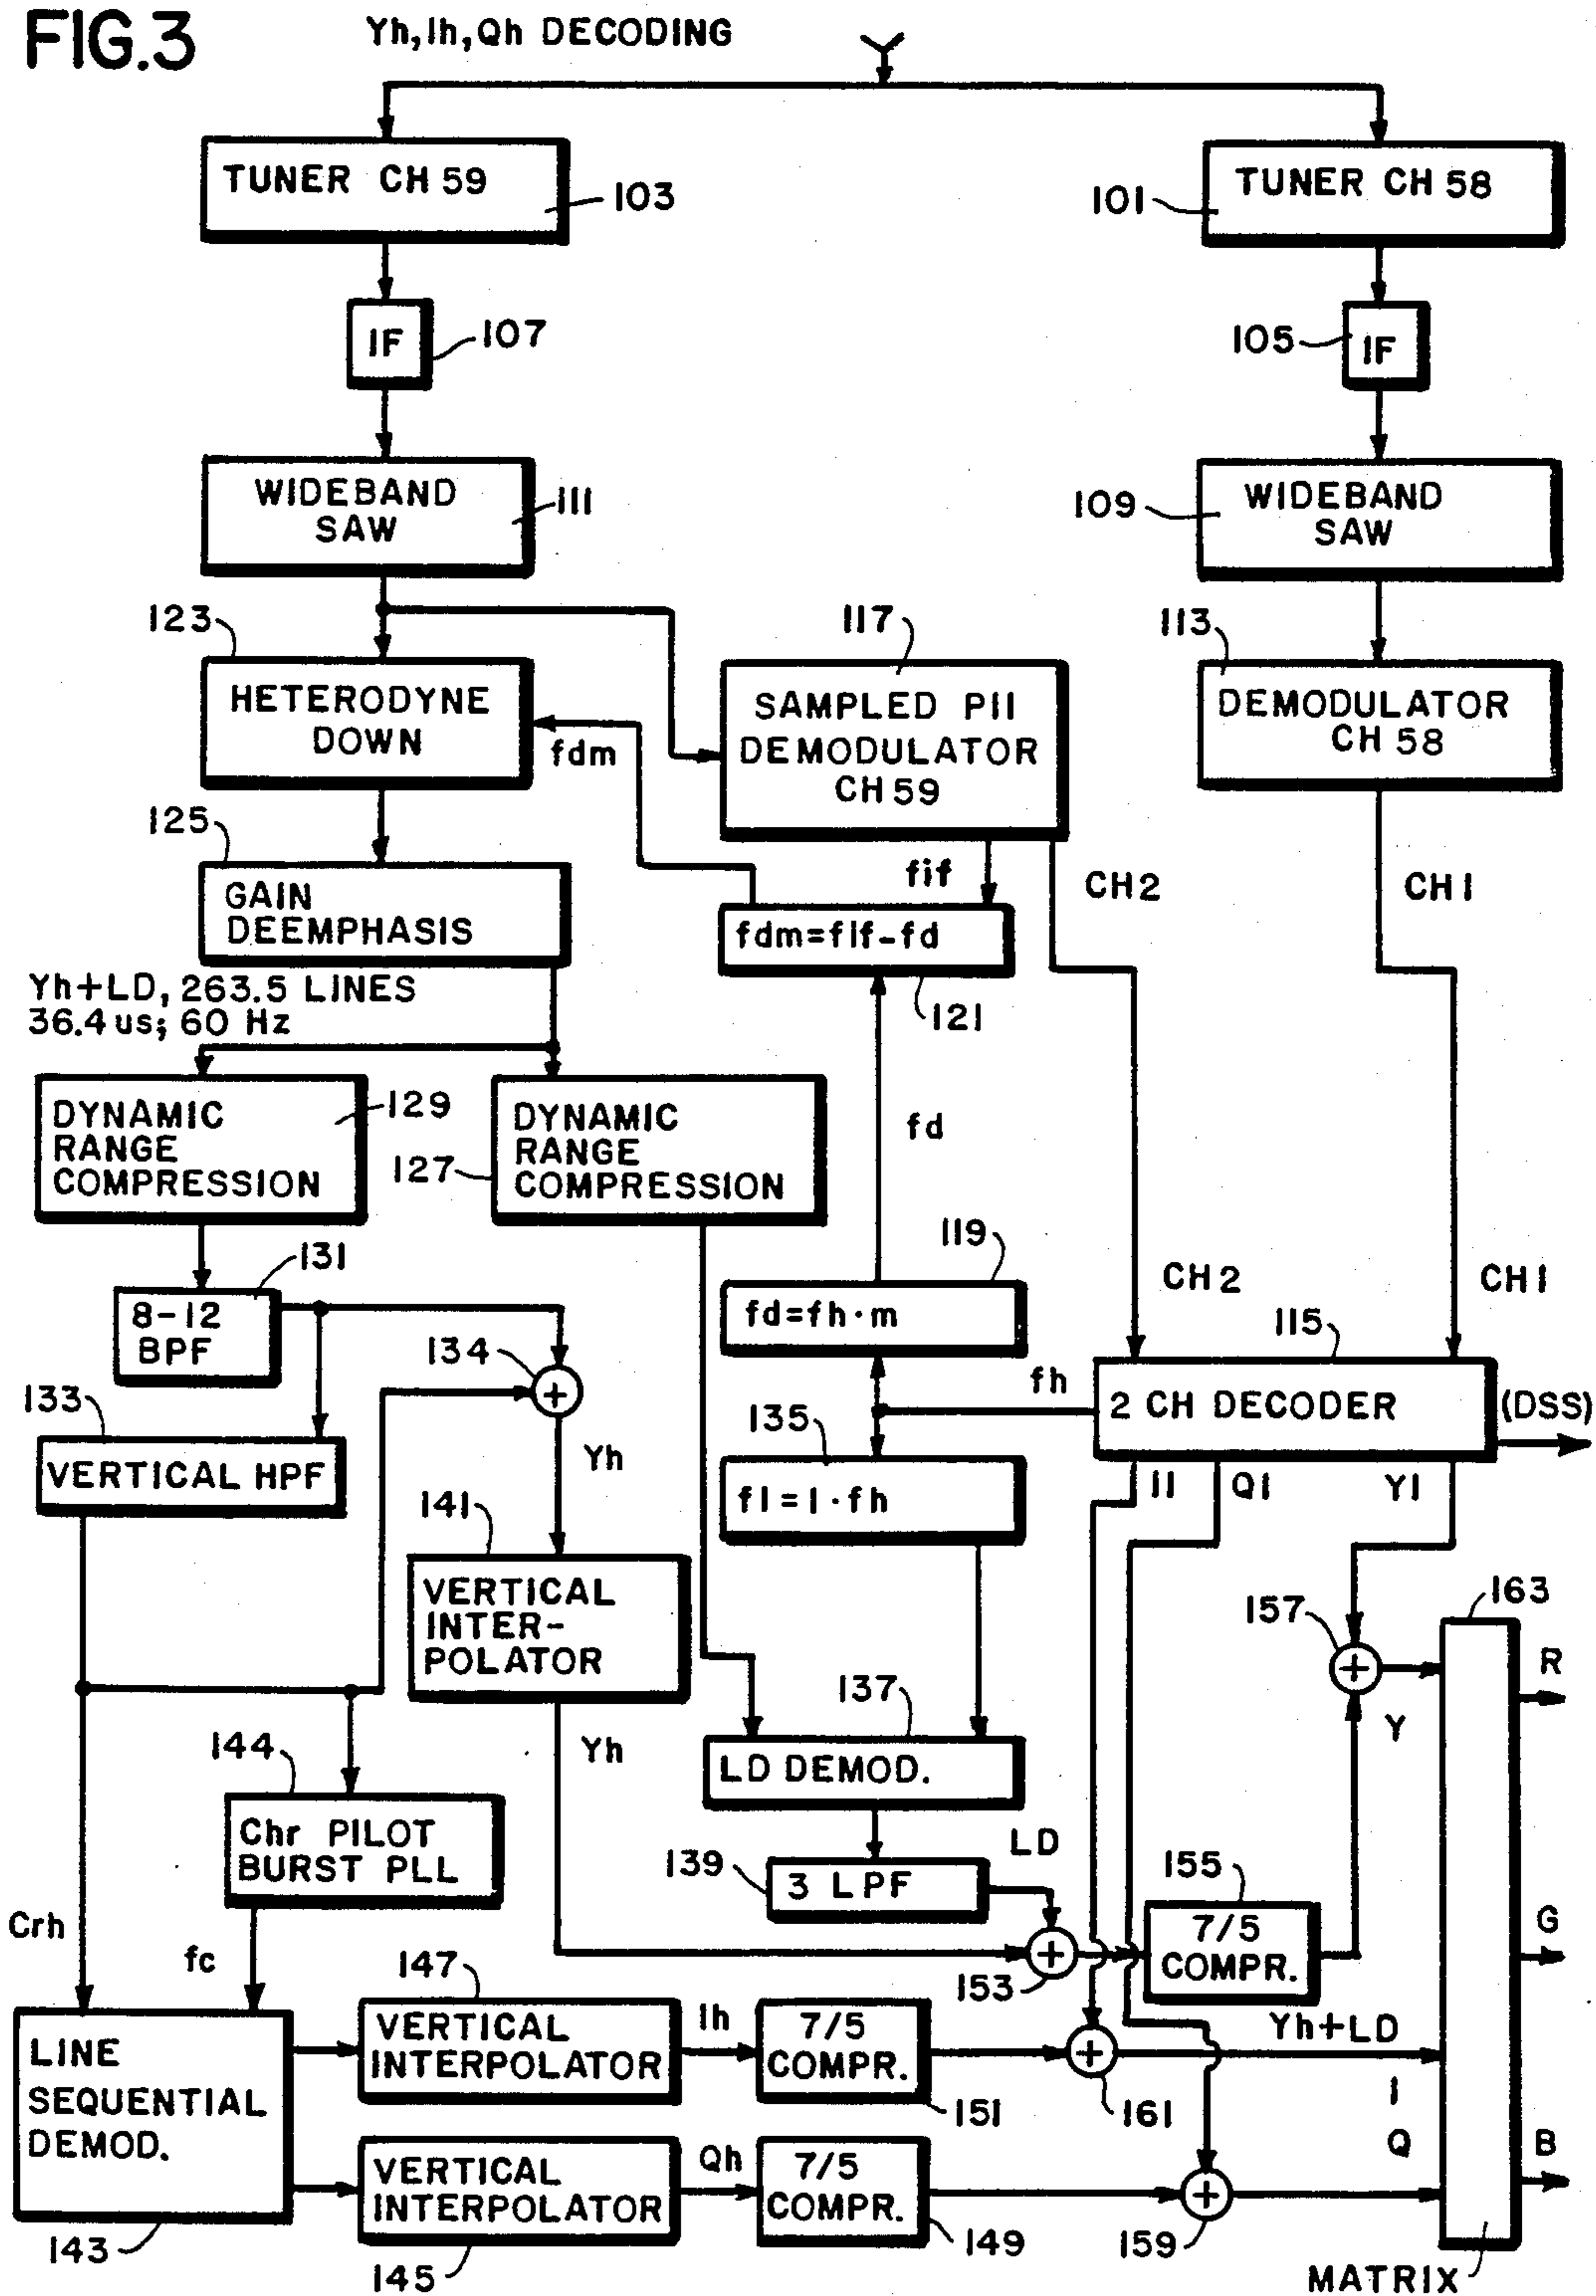 FIG.3
Yh,Ih,Qh DECODING
TUNER CH 59
103
TUNER CH 58
101
IF
107
IF
105
WIDEBAND
SAW
111
WIDEBAND
SAW
109
123
HETERODYNE
DOWN
fdm
117
SAMPLED PII
DEMODULATOR
CH 59
113
DEMODULATOR
CH 58
125
GAIN
DEEMPHASIS
fif
CH2
CH1
fdm=fif-fd
121
Yh+LD, 263.5 LINES
36.4 us; 60 Hz
DYNAMIC
RANGE
COMPRESSION
129
DYNAMIC
RANGE
COMPRESSION
127
fd
131
8-12
BPF
134
+
119
fd=fh·m
CH2
CH1
115
fh
2 CH DECODER
(DSS)
133
VERTICAL HPF
Yh
135
fl=l·fh
I1
Q1
Y1
141
VERTICAL
INTER-
POLATOR
157
+
163
R
Y
137
LD DEMOD.
Yh
144
Chr PILOT
BURST PLL
139
3 LPF
LD
155
7/5
COMPR.
+
153
G
Crh
fc
147
VERTICAL
INTERPOLATOR
Ih
7/5
COMPR.
151
+
161
Yh+LD
I
LINE
SEQUENTIAL
DEMOD.
143
VERTICAL
INTERPOLATOR
145
Qh
7/5
COMPR.
149
+
159
Q
B
MATRIX